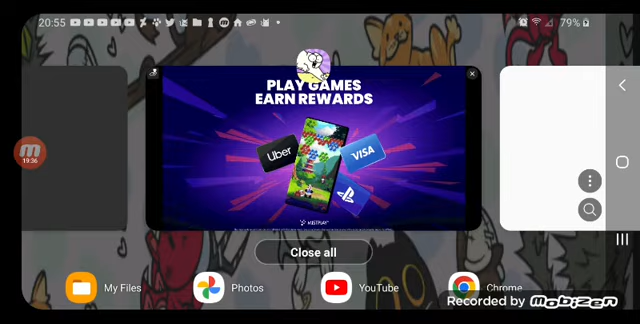 20:55
79%
PLAY GAMES
EARN REWARDS
Uber
VISA
MISTPLAY
19:36
Close all
My Files
Photos
YouTube
Chrome
Recorded by Mobizen